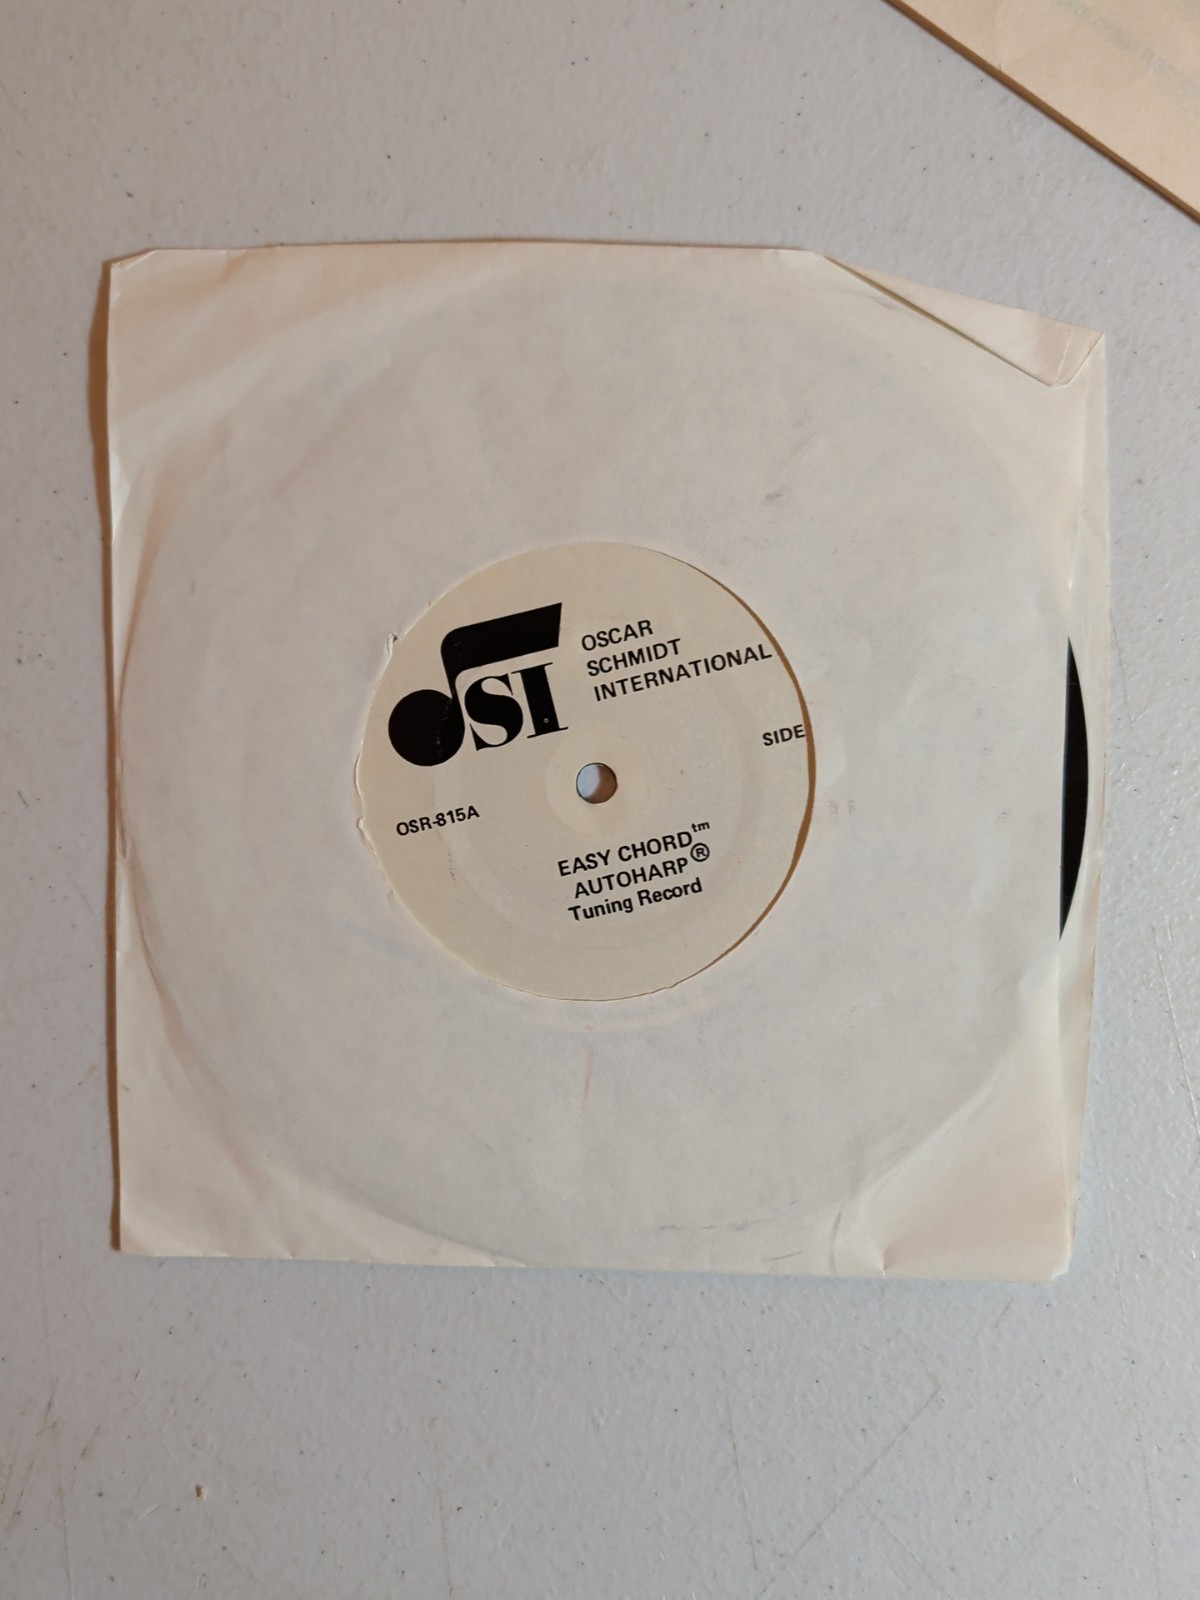 OSI
OSCAR
SCHMIDT
INTERNATIONAL
SIDE
OSR-815A
EASY CHORD™
AUTOHARP®
Tuning Record